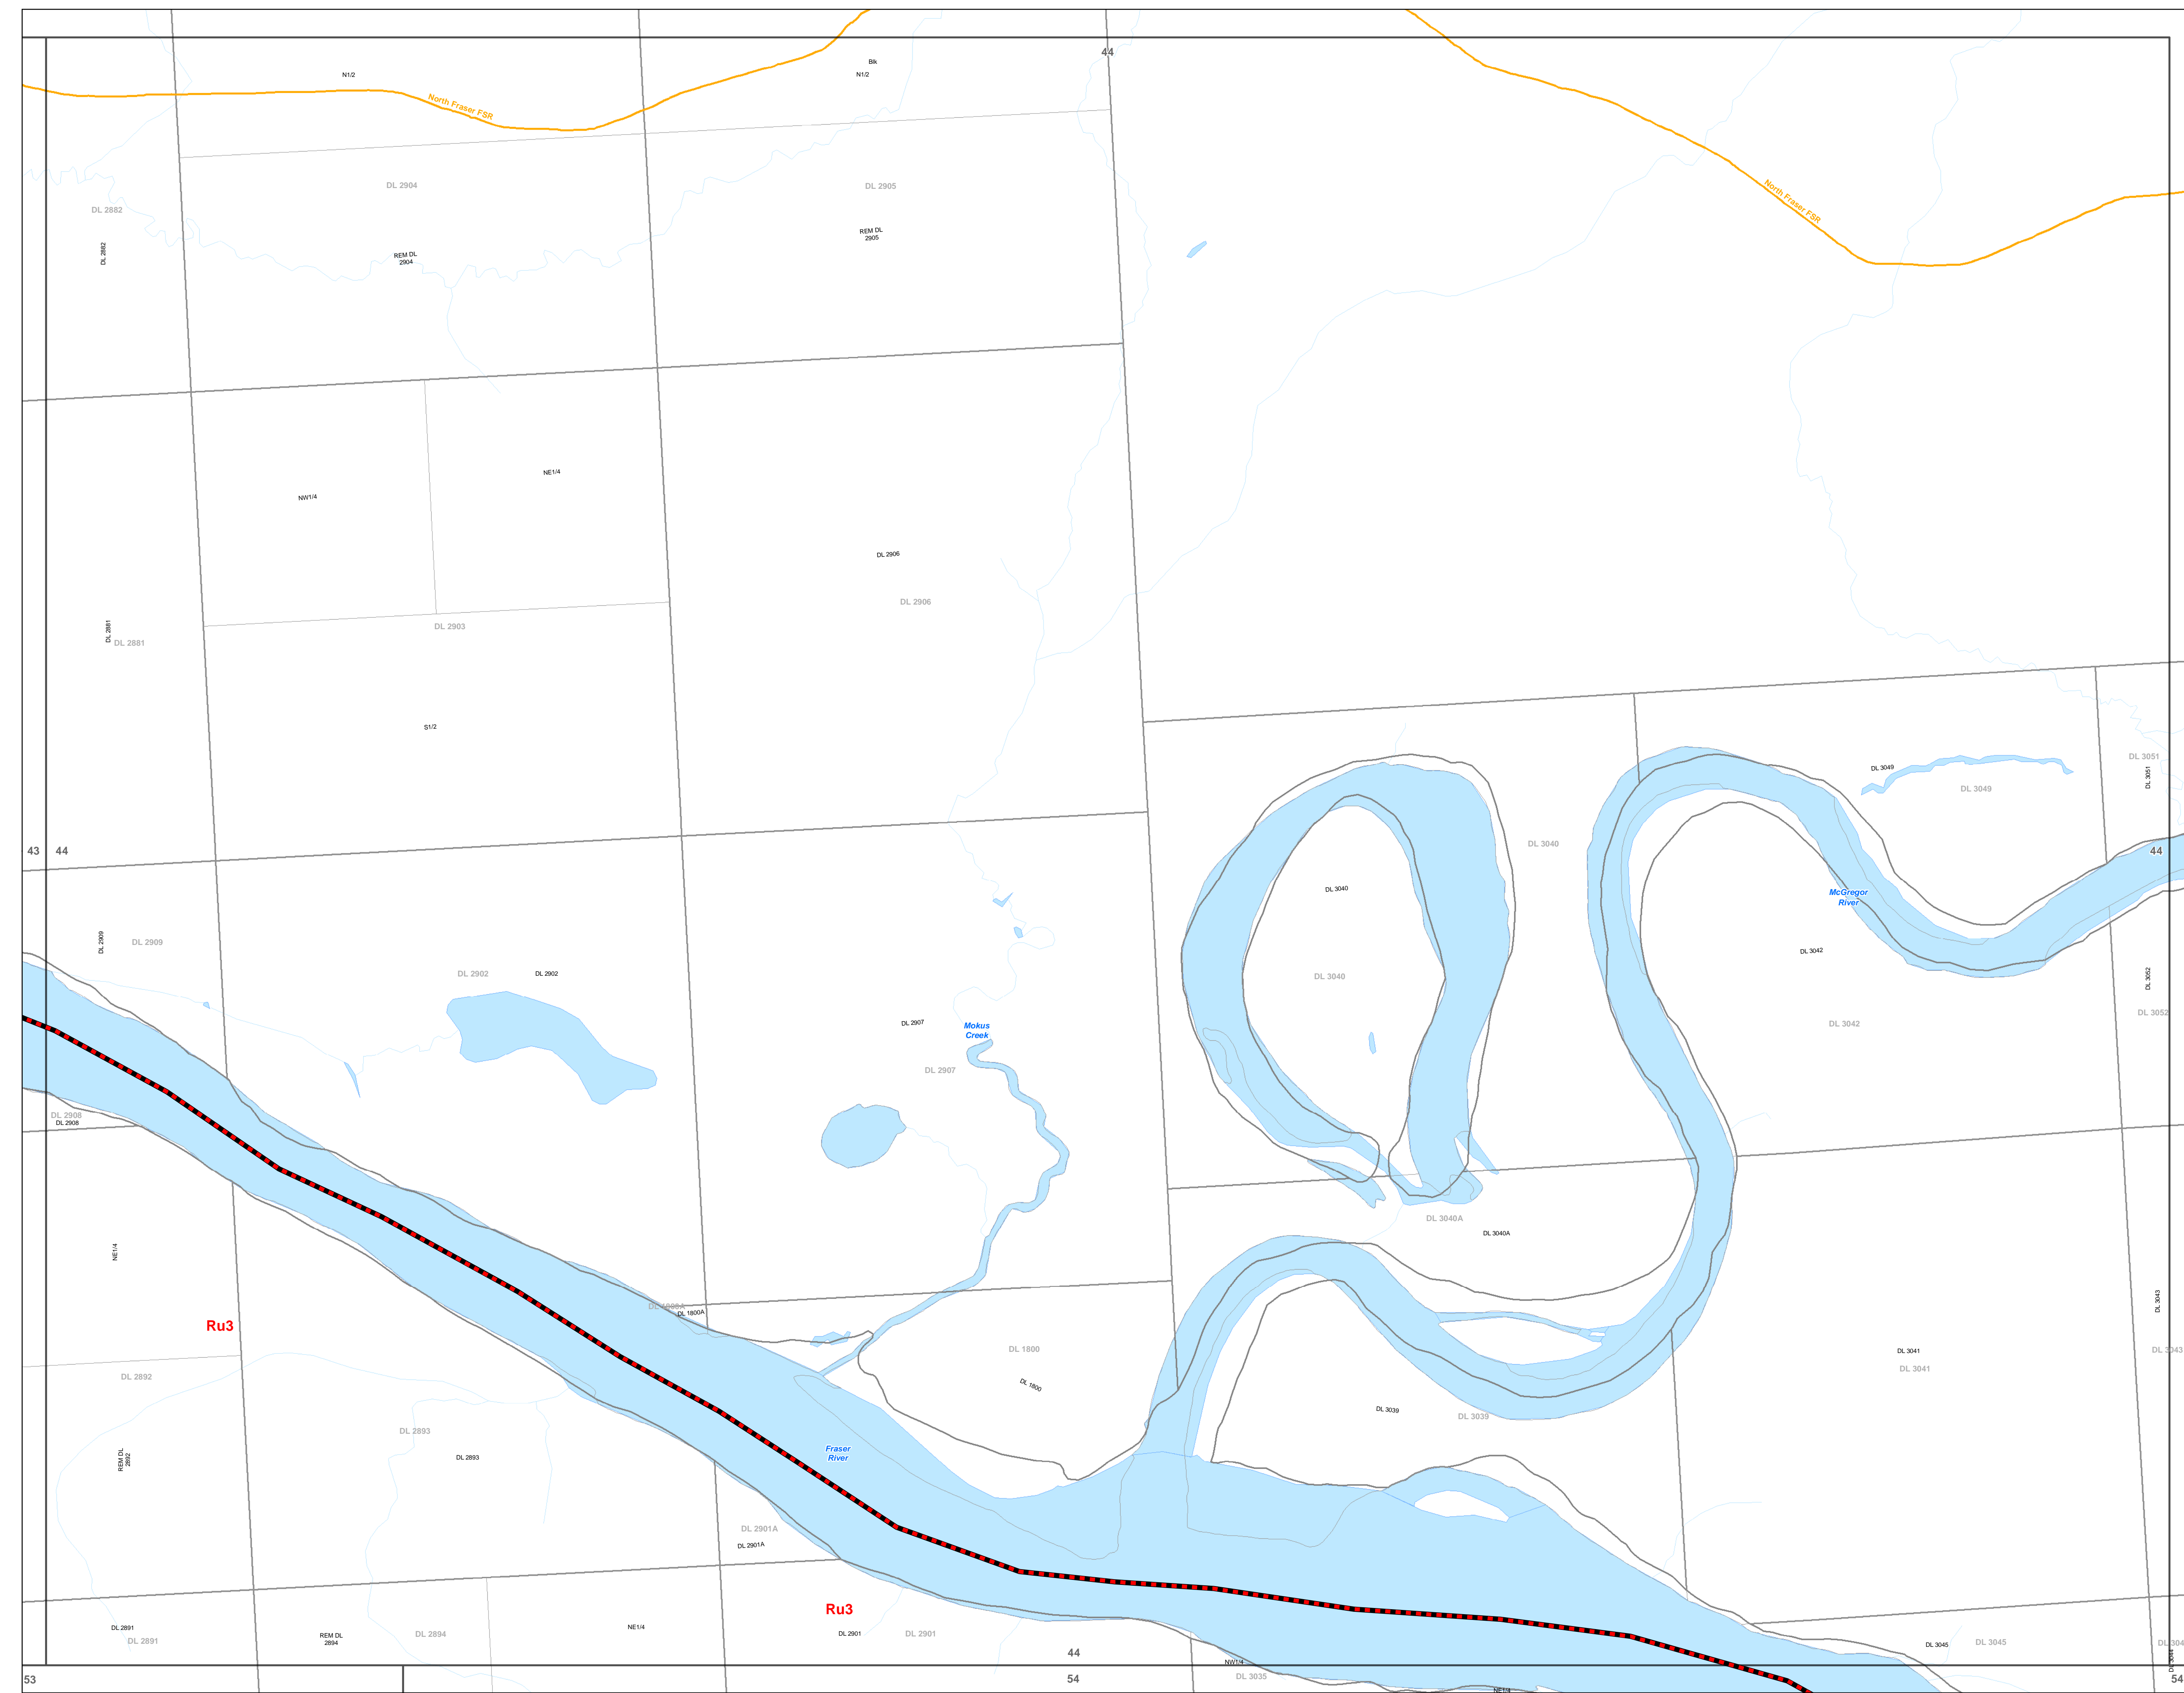 44
Blk
N1/2
N1/2
North Fraser FSR
North Fraser FSR
DL 2904
DL 2905
DL 2882
DL 2882
REM DL
2904
REM DL
2905
NE1/4
NW1/4
DL 2906
DL 2906
DL 2881
DL 2881
DL 2903
S1/2
DL 3051
DL 3051
DL 3049
DL 3049
DL 3040
43
44
44
DL 3040
McGregor
River
DL 2909
DL 2909
DL 3042
DL 2902
DL 2902
DL 3040
DL 3052
DL 3052
DL 2907
DL 3042
Mokus
Creek
DL 2907
DL 2908
DL 2908
DL 3040A
DL 3040A
NE1/4
DL 1800A
DL 1800A
DL 3043
DL 3043
Ru3
DL 1800
DL 3041
DL 3041
DL 2892
DL 1800
DL 3039
DL 3039
DL 2893
Fraser
River
DL 2893
REM DL
2892
DL 2901A
DL 2901A
Ru3
DL 2891
DL 2891
REM DL
2894
DL 2894
NE1/4
DL 2901
DL 2901
DL 3045
DL 3045
DL 304
DL 3044
44
NW1/4
DL 3035
53
54
54
NE1/4